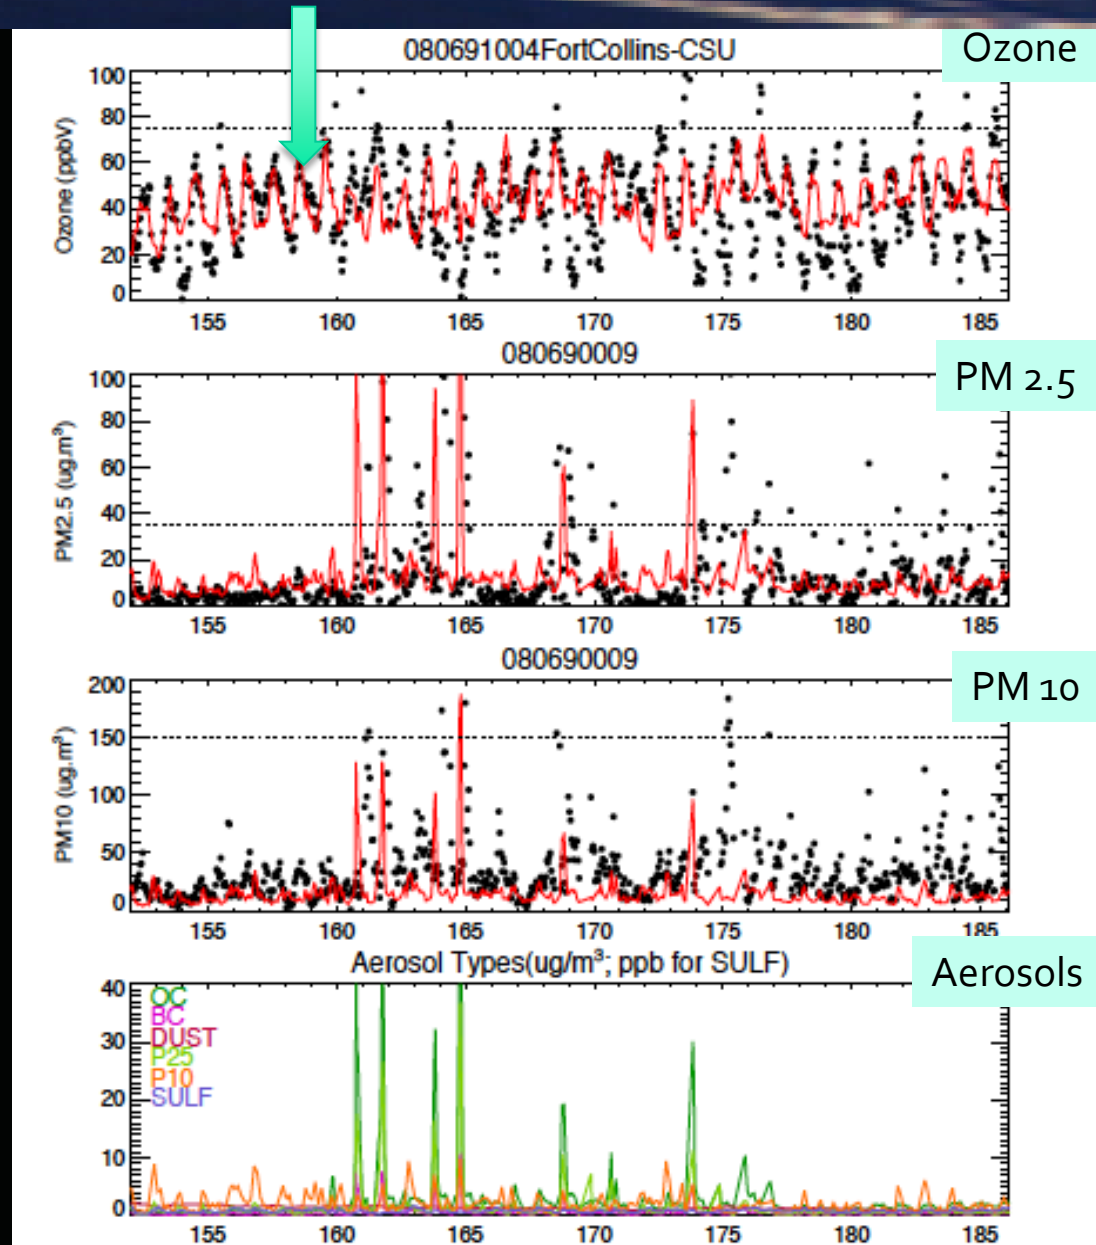 080691004FortCollins-CSU
Ozone
Ozone (ppbV)
100
80
60
40
20
0
155 160 165 170 175 180 185
080690009
PM 2.5
PM2.5 (ug.m³)
100
80
60
40
20
0
155 160 165 170 175 180 185
080690009
PM 10
PM10 (ug.m³)
200
150
100
50
0
155 160 165 170 175 180 185
Aerosol Types(ug/m³; ppb for SULF)
Aerosols
40
30
20
10
0
OC
BC
DUST
P25
P10
SULF
155 160 165 170 175 180 185